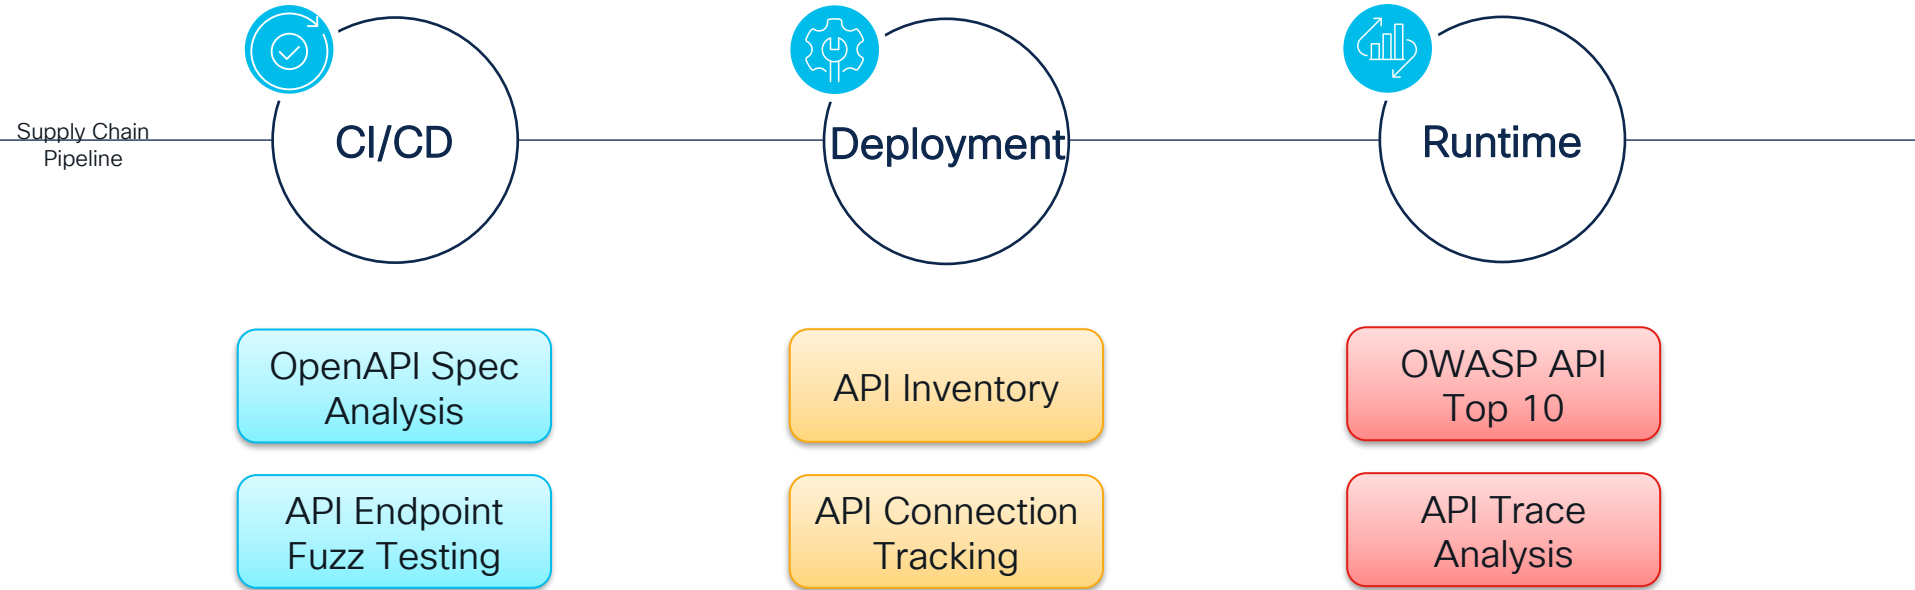 Supply Chain
Pipeline
CI/CD
Deployment
Runtime
OpenAPI Spec
Analysis
API Inventory
OWASP API
Top 10
API Endpoint
Fuzz Testing
API Connection
Tracking
API Trace
Analysis